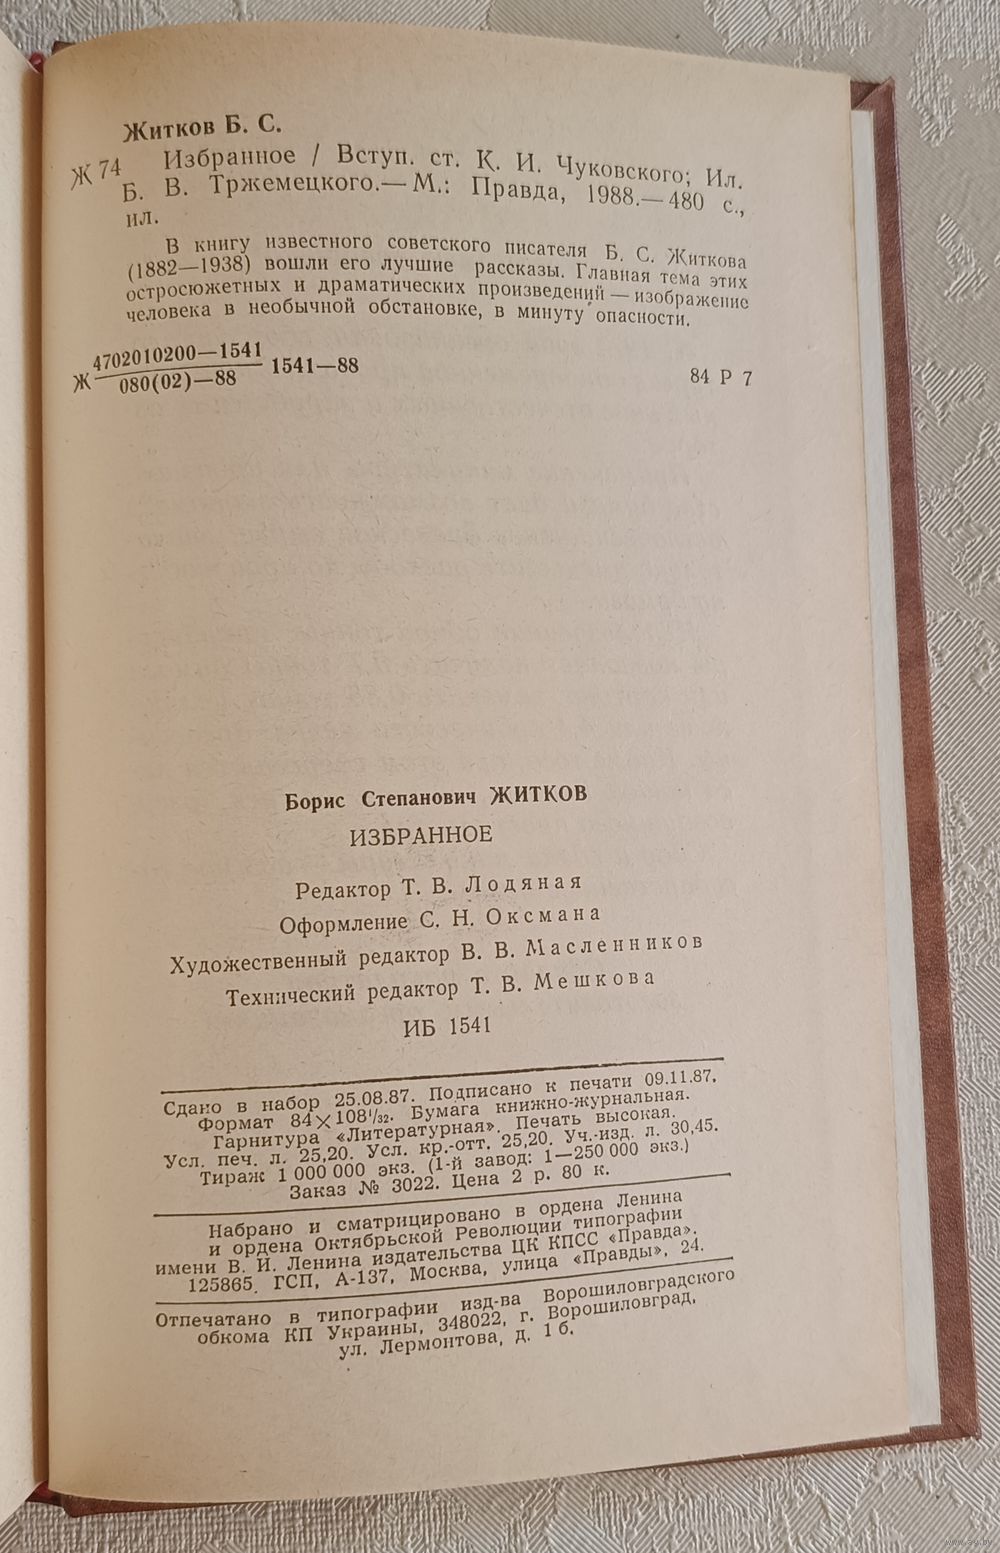 Житков Б. С.
Ж 74 Избранное / Вступ. ст. К. И. Чуковского; Ил.
Б. В. Тржемецкого.— М.: Правда, 1988.— 480 с.,
ил.
В книгу известного советского писателя Б. С. Житкова
(1882—1938) вошли его лучшие рассказы. Главная тема этих
остросюжетных и драматических произведений — изображение
человека в необычной обстановке, в минуту опасности.
4702010200—1541
Ж 1541—88
080(02)—88
84 Р 7
Борис Степанович ЖИТКОВ
ИЗБРАННОЕ
Редактор Т. В. Лодяная
Оформление С. Н. Оксмана
Художественный редактор В. В. Масленников
Технический редактор Т. В. Мешкова
ИБ 1541
Сдано в набор 25.08.87. Подписано к печати 09.11.87.
Формат 84×108¹/₃₂. Бумага книжно-журнальная.
Гарнитура «Литературная». Печать высокая.
Усл. печ. л. 25,20. Усл. кр.-отт. 25,20. Уч.-изд. л. 30,45.
Тираж 1 000 000 экз. (1-й завод: 1—250 000 экз.)
Заказ № 3022. Цена 2 р. 80 к.
Набрано и сматрицировано в ордена Ленина
и ордена Октябрьской Революции типографии
имени В. И. Ленина издательства ЦК КПСС «Правда».
125865. ГСП, А-137, Москва, улица «Правды», 24.
Отпечатано в типографии изд-ва Ворошиловградского
обкома КП Украины, 348022, г. Ворошиловград,
ул. Лермонтова, д. 1 б.